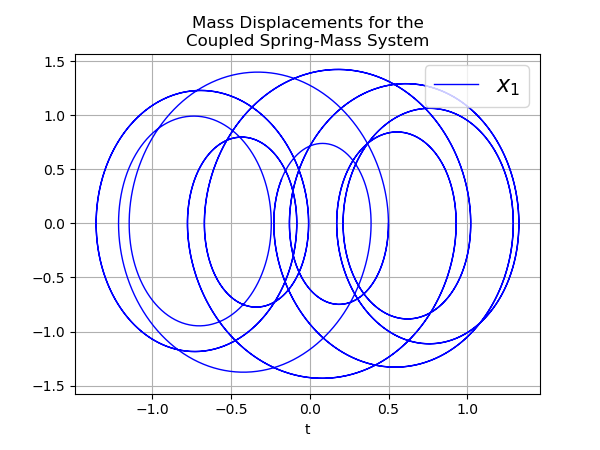 Mass Displacements for the
Coupled Spring-Mass System
x₁
1.5
1.0
0.5
0.0
−0.5
−1.0
−1.5
−1.0 −0.5 0.0 0.5 1.0
t